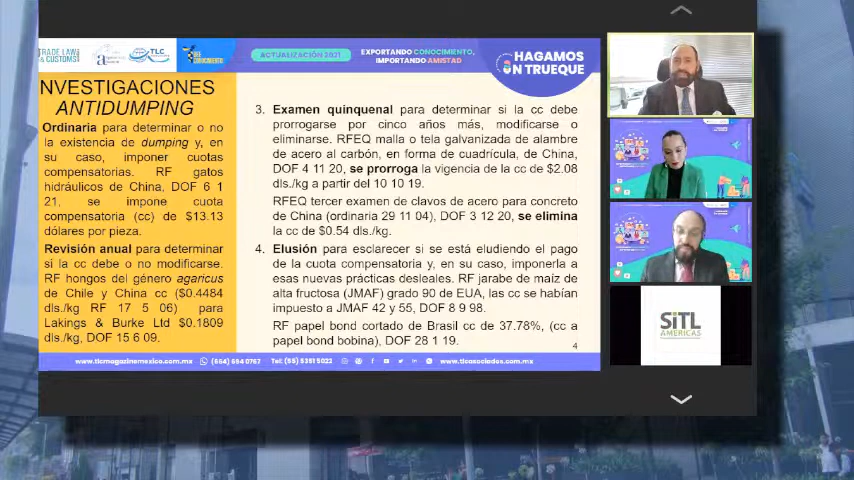 TRADE LAW
& CUSTOMS
TLC
ACTUALIZACIÓN 2021
EXPORTANDO CONOCIMIENTO,
IMPORTANDO AMISTAD
HAGAMOS
UN TRUEQUE
NVESTIGACIONES
ANTIDUMPING
Ordinaria para determinar o no
la existencia de dumping y, en
su caso, imponer cuotas
compensatorias. RF gatos
hidráulicos de China, DOF 6 1
21. se impone cuota
compensatoria (cc) de $13.13
dólares por pieza.
Revisión anual para determinar
si la cc debe o no modificarse.
RF hongos del género agaricus
de Chile y China cc ($0.4484
dls./kg RF 17 5 06) para
Lakings & Burke Ltd $0.1809
dls/kg, DOF 15 6 09.
3. Examen quinquenal para determinar si la cc debe
prorrogarse por cinco años más, modificarse o
eliminarse. RFEQ malla o tela galvanizada de alambre
de acero al carbón, en forma de cuadrícula, de China,
DOF 4 11 20, se prorroga la vigencia de la cc de $2.08
dls./kg a partir del 10 10 19.
RFEQ tercer examen de clavos de acero para concreto
de China (ordinaria 29 11 04), DOF 3 12 20, se elimina
la cc de $0.54 dls./kg.
4. Elusión para esclarecer si se está eludiendo el pago
de la cuota compensatoria y, en su caso, imponerla a
esas nuevas prácticas desleales. RF jarabe de maíz de
alta fructosa (JMAF) grado 90 de EUA, las cc se habían
impuesto a JMAF 42 y 55, DOF 8 9 98.
RF papel bond cortado de Brasil cc de 37.78%, (cc a
papel bond bobina), DOF 28 1 19.
4
www.tlcmagazinemexico.com.mx
(664) 664 0767
Tel: (55) 5351 5022
www.tlcasociados.com.mx
SiTL
AMERICAS